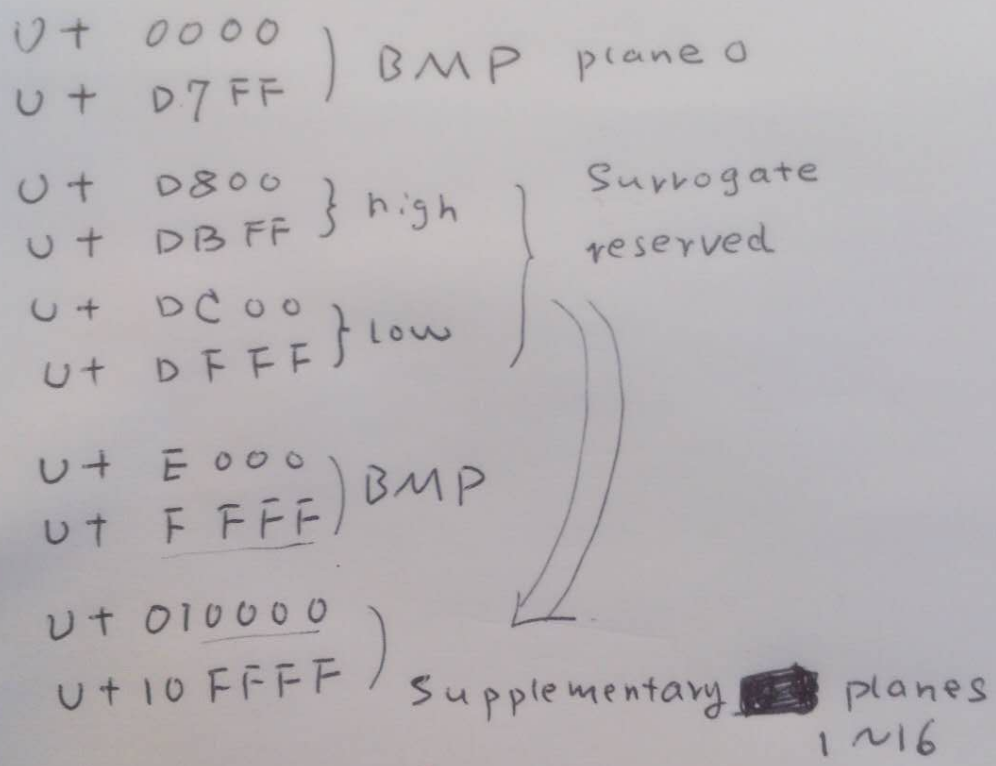 U+ 0000
U+ D7FF
BMP plane 0
U+ D800
U+ DBFF
high
Surrogate
reserved
U+ DC00
U+ DFFF
low
U+ E000
U+ FFFF
BMP
U+ 010000
U+ 10FFFF
Supplementary planes
1 ~ 16